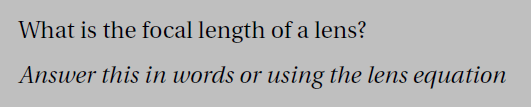 What is the focal length of a lens?
Answer this in words or using the lens equation